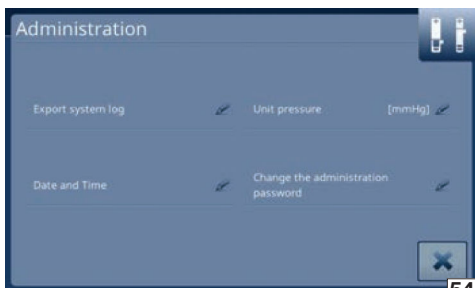 Administration
Export system log
Unit pressure [mmHg]
Date and Time
Change the administration
password
54